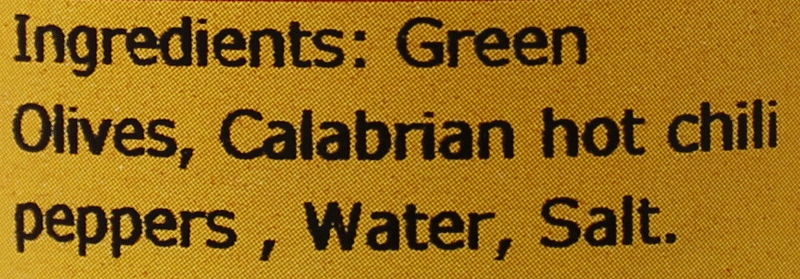 Ingredients: Green
Olives, Calabrian hot chili
peppers , Water, Salt.